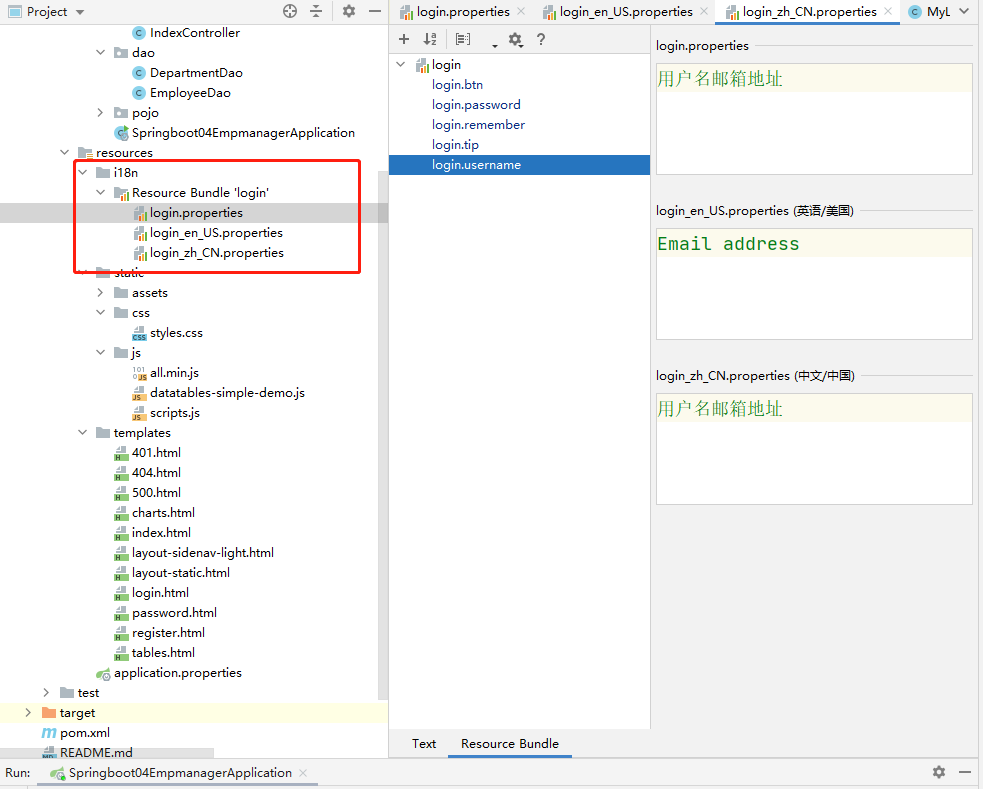 Project
IndexController
dao
DepartmentDao
EmployeeDao
pojo
Springboot04EmpmanagerApplication
resources
i18n
Resource Bundle 'login'
login.properties
login_en_US.properties
login_zh_CN.properties
static
assets
css
styles.css
js
all.min.js
datatables-simple-demo.js
scripts.js
templates
401.html
404.html
500.html
charts.html
index.html
layout-sidenav-light.html
layout-static.html
login.html
password.html
register.html
tables.html
application.properties
test
target
pom.xml
README.md
login.properties login_en_US.properties login_zh_CN.properties MyL
login
login.btn
login.password
login.remember
login.tip
login.username
login.properties
用户名邮箱地址
login_en_US.properties (英语/美国)
Email address
login_zh_CN.properties (中文/中国)
用户名邮箱地址
Text Resource Bundle
Run: Springboot04EmpmanagerApplication